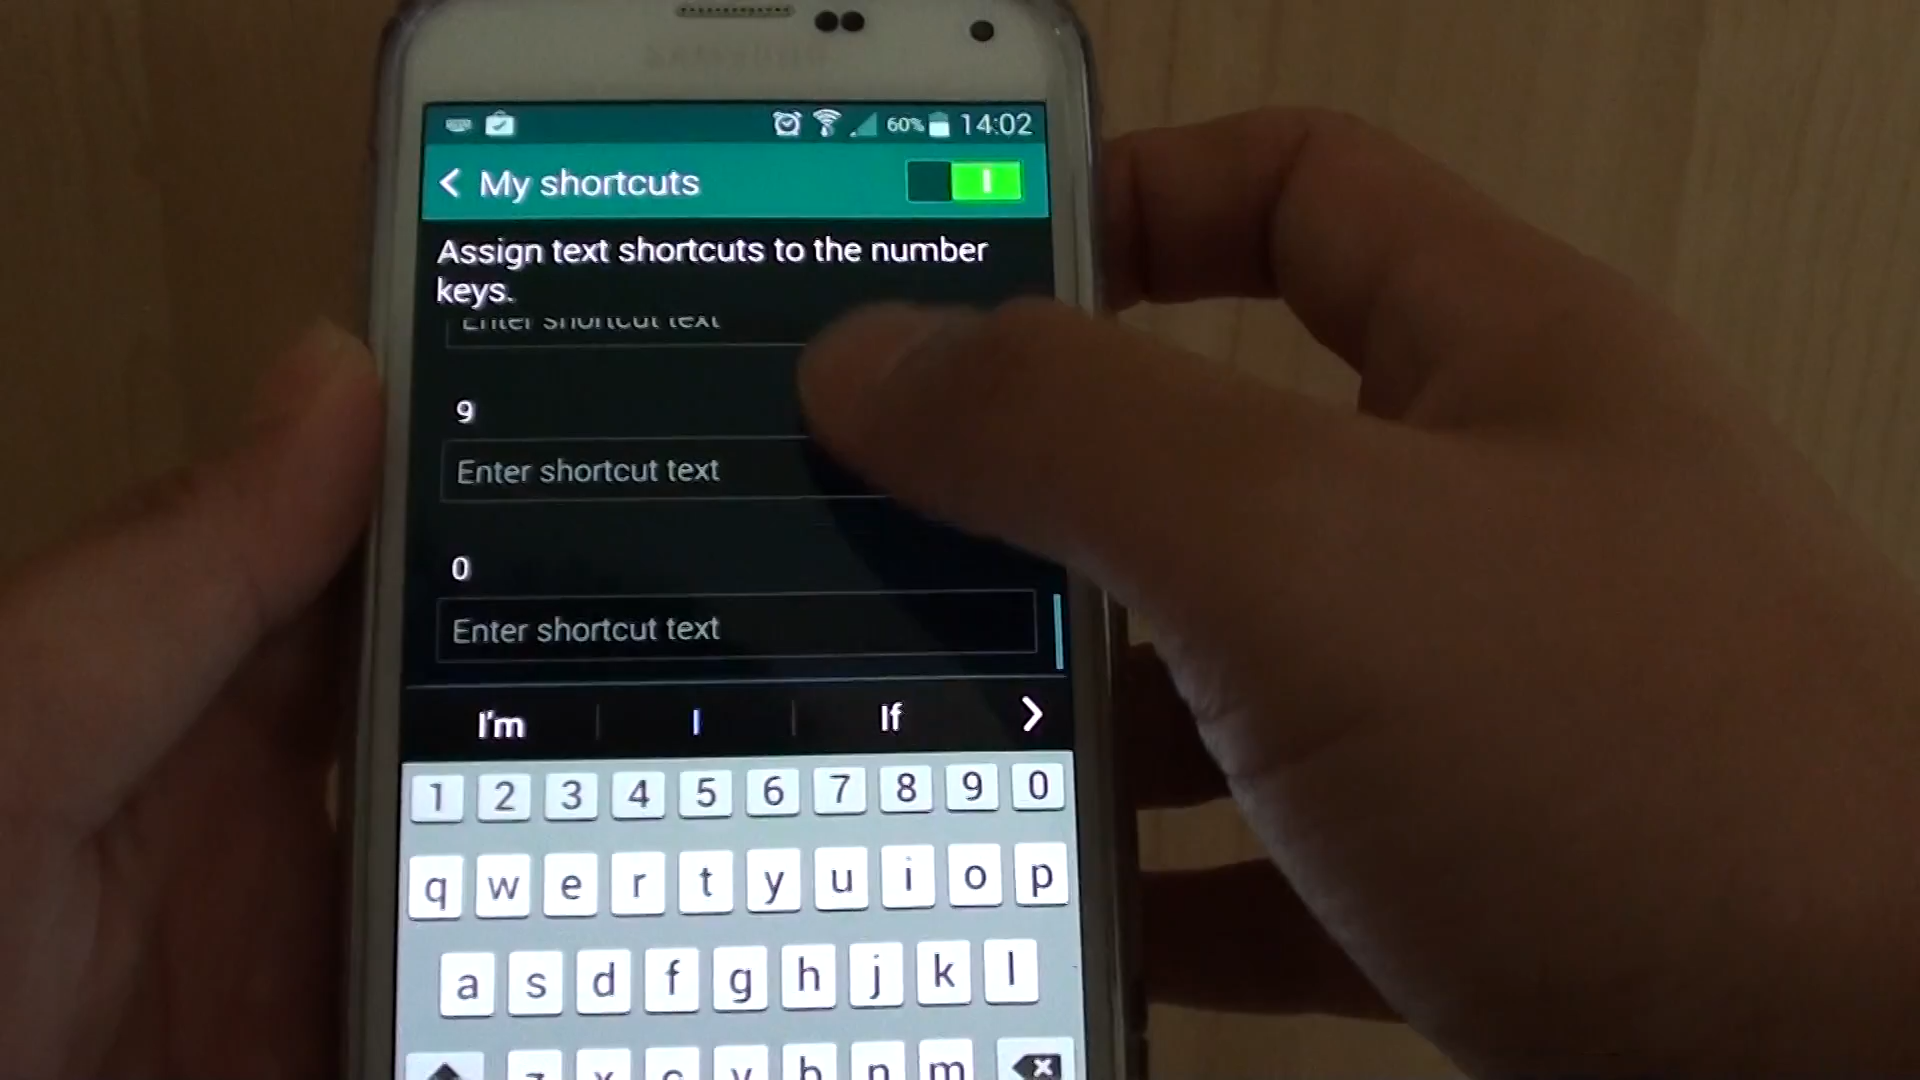 SAMSUNG
60% 14:02
My shortcuts
Assign text shortcuts to the number
keys.
Enter shortcut text
9
Enter shortcut text
0
Enter shortcut text
I'm I If
1 2 3 4 5 6 7 8 9 0
q w e r t y u i o p
a s d f g h j k l
z x c v b n m